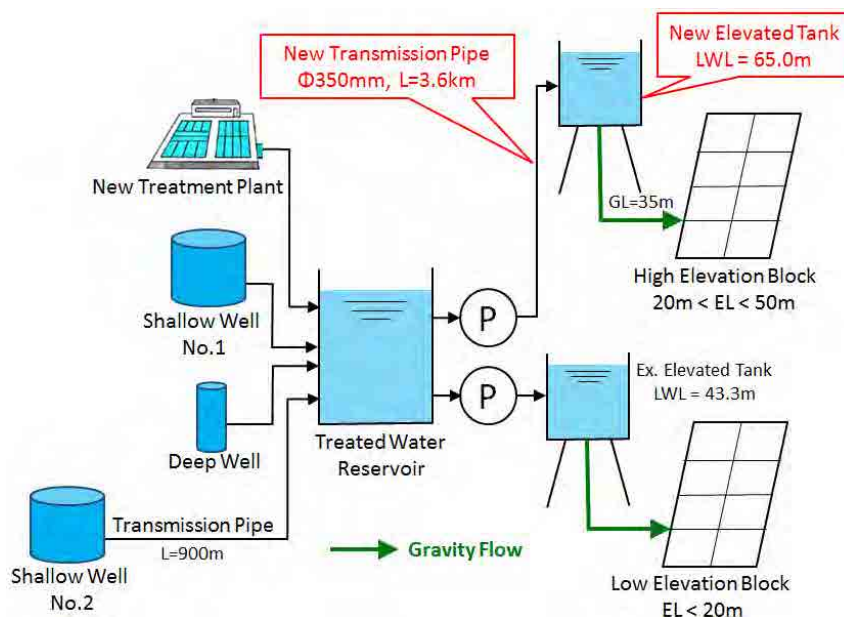 New Transmission Pipe
Φ350mm, L=3.6km
New Elevated Tank
LWL = 65.0m
New Treatment Plant
GL=35m
High Elevation Block
20m < EL < 50m
Shallow Well
No.1
P
Ex. Elevated Tank
LWL = 43.3m
P
Deep Well
Treated Water
Reservoir
Transmission Pipe
L=900m
Shallow Well
No.2
Gravity Flow
Low Elevation Block
EL < 20m